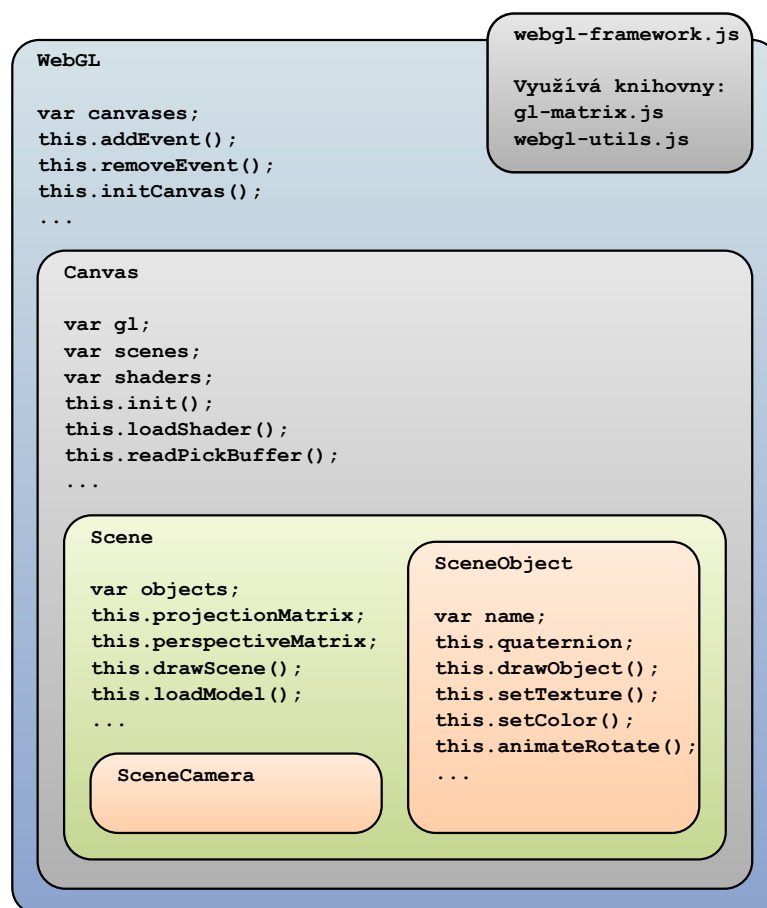 webgl-framework.js
Využívá knihovny:
gl-matrix.js
webgl-utils.js
WebGL
var canvases;
this.addEvent();
this.removeEvent();
this.initCanvas();
...
Canvas
var gl;
var scenes;
var shaders;
this.init();
this.loadShader();
this.readPickBuffer();
...
Scene
var objects;
this.projectionMatrix;
this.perspectiveMatrix;
this.drawScene();
this.loadModel();
...
SceneCamera
SceneObject
var name;
this.quaternion;
this.drawObject();
this.setTexture();
this.setColor();
this.animateRotate();
...